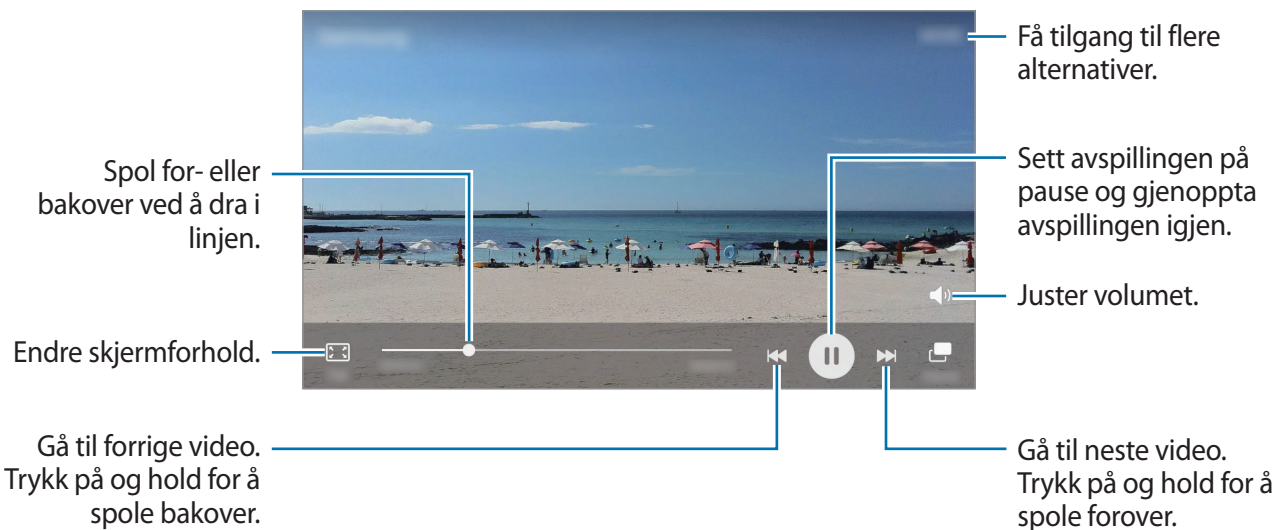 Få tilgang til flere
alternativer.
Spol for- eller
bakover ved å dra i
linjen.
Sett avspillingen på
pause og gjenoppta
avspillingen igjen.
Juster volumet.
Endre skjermforhold.
Gå til forrige video.
Trykk på og hold for å
spole bakover.
Gå til neste video.
Trykk på og hold for å
spole forover.